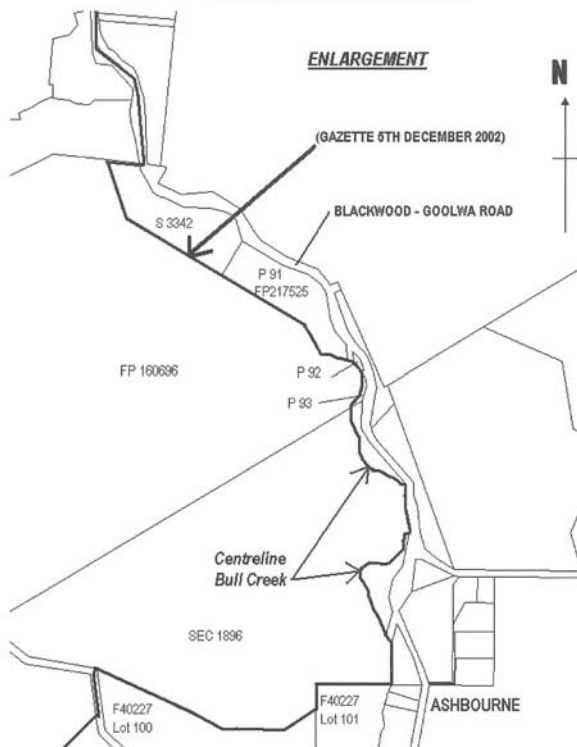 ENLARGEMENT
N
(GAZETTE 5TH DECEMBER 2002)
S 3342
BLACKWOOD - GOOLWA ROAD
P 91
FP217525
FP 160696
P 92
P 93
Centreline
Bull Creek
SEC 1896
F40227
Lot 100
F40227
Lot 101
ASHBOURNE